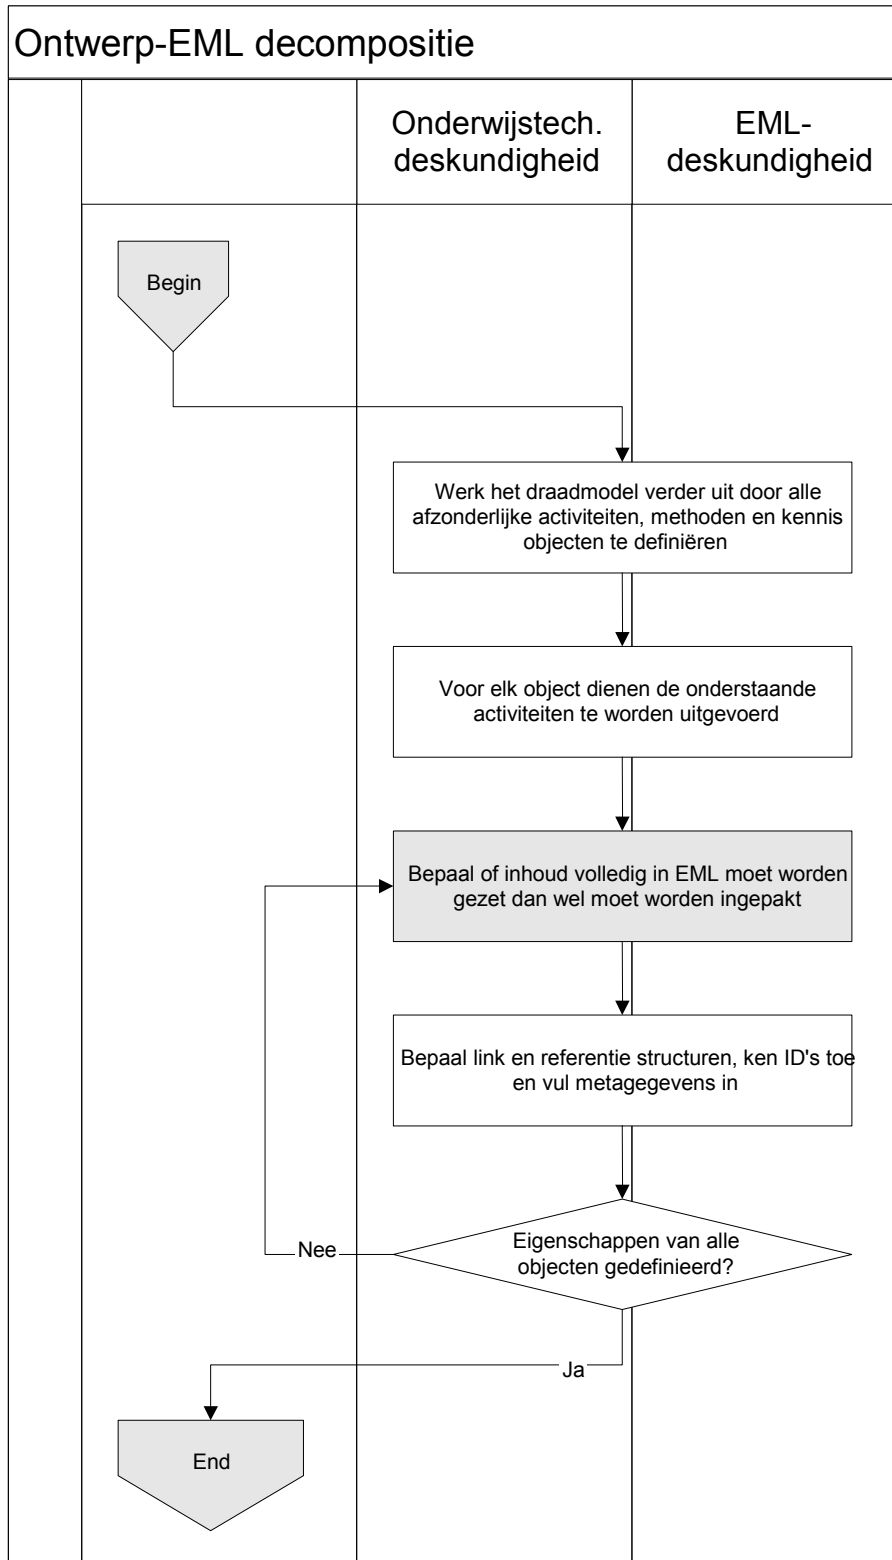 Ontwerp-EML decompositie
Onderwijstech.
deskundigheid
EML-
deskundigheid
Begin
Werk het draadmodel verder uit door alle
afzonderlijke activiteiten, methoden en kennis
objecten te definiëren
Voor elk object dienen de onderstaande
activiteiten te worden uitgevoerd
Bepaal of inhoud volledig in EML moet worden
gezet dan wel moet worden ingepakt
Bepaal link en referentie structuren, ken ID's toe
en vul metagegevens in
Eigenschappen van alle
objecten gedefinieerd?
Nee
Ja
End